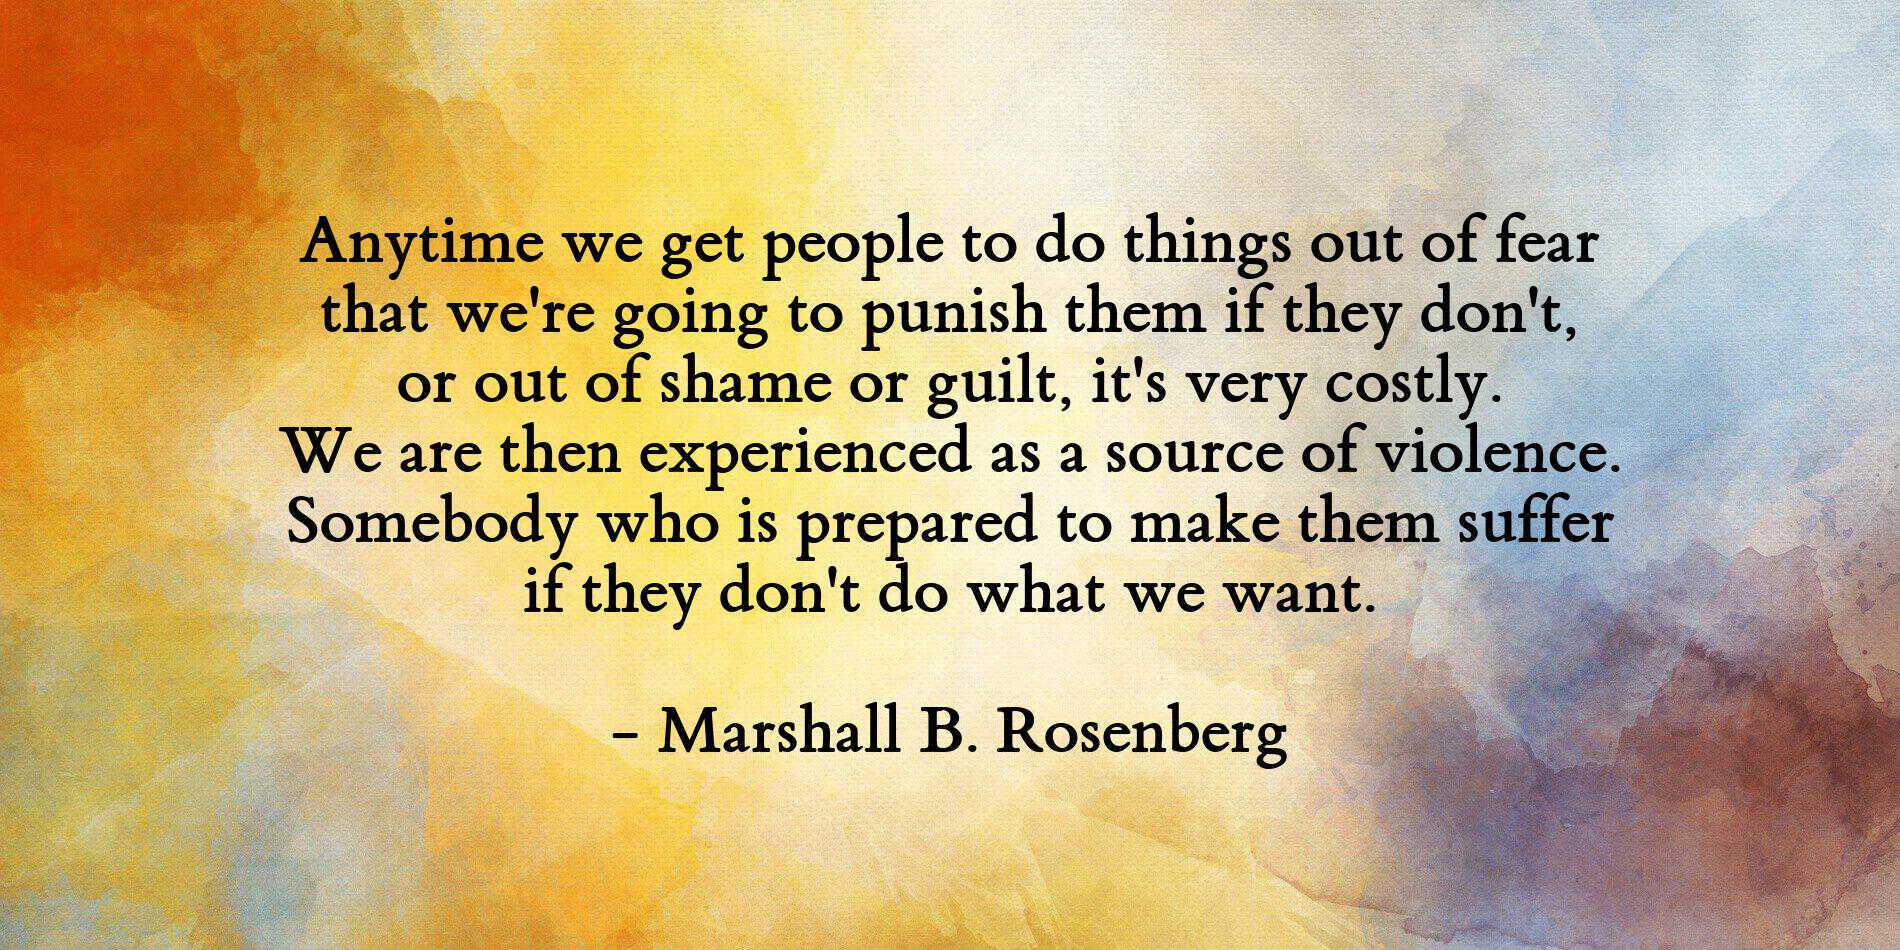 Anytime we get people to do things out of fear
that we're going to punish them if they don't,
or out of shame or guilt, it's very costly.
We are then experienced as a source of violence.
Somebody who is prepared to make them suffer
if they don't do what we want.
- Marshall B. Rosenberg